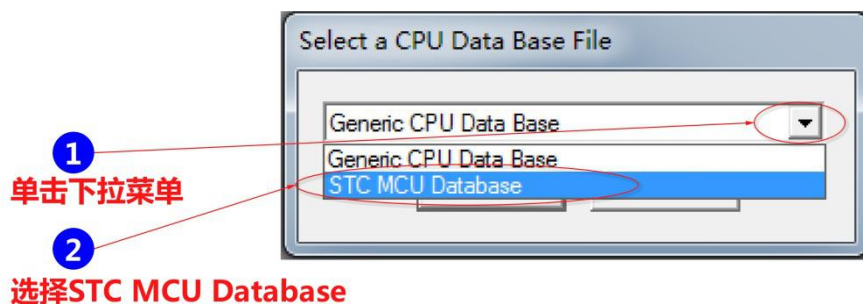 Select a CPU Data Base File
Generic CPU Data Base
Generic CPU Data Base
STC MCU Database
1
单击下拉菜单
2
选择STC MCU Database